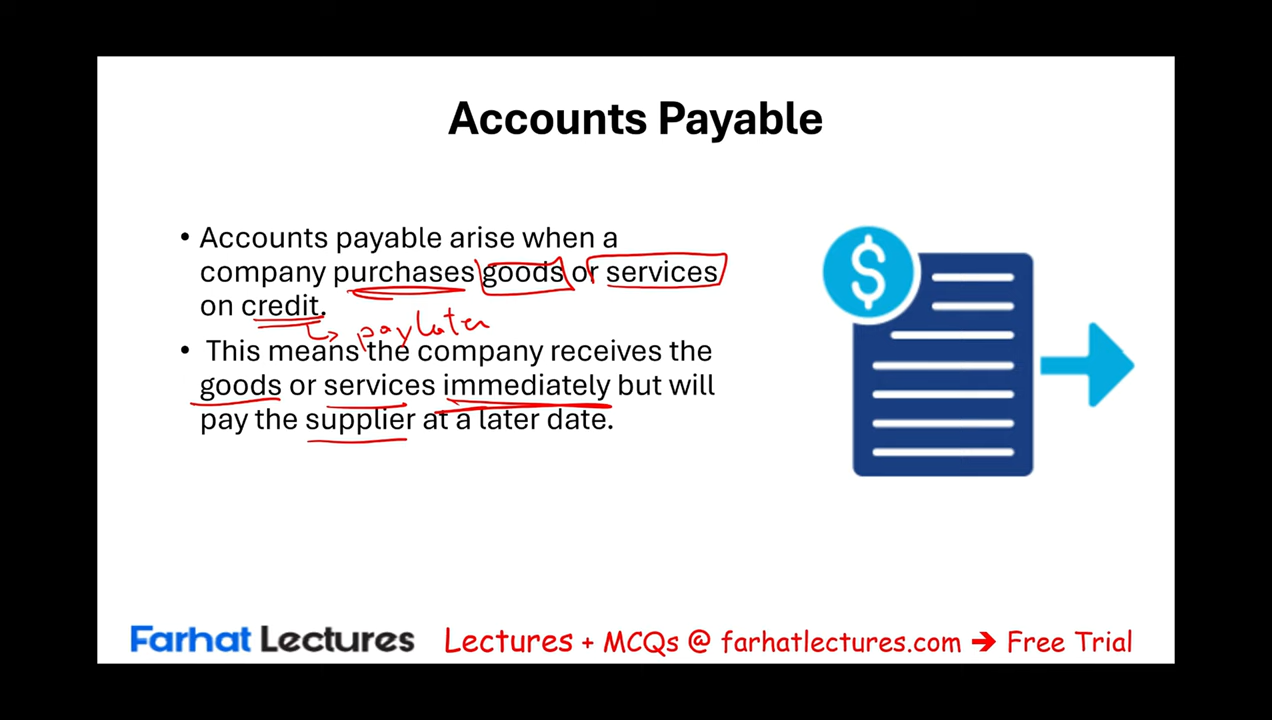 Accounts Payable
• Accounts payable arise when a
company purchases goods or services
on credit.
pay later
• This means the company receives the
goods or services immediately but will
pay the supplier at a later date.
$
Farhat Lectures Lectures + MCQs @ farhatlectures.com ➔ Free Trial